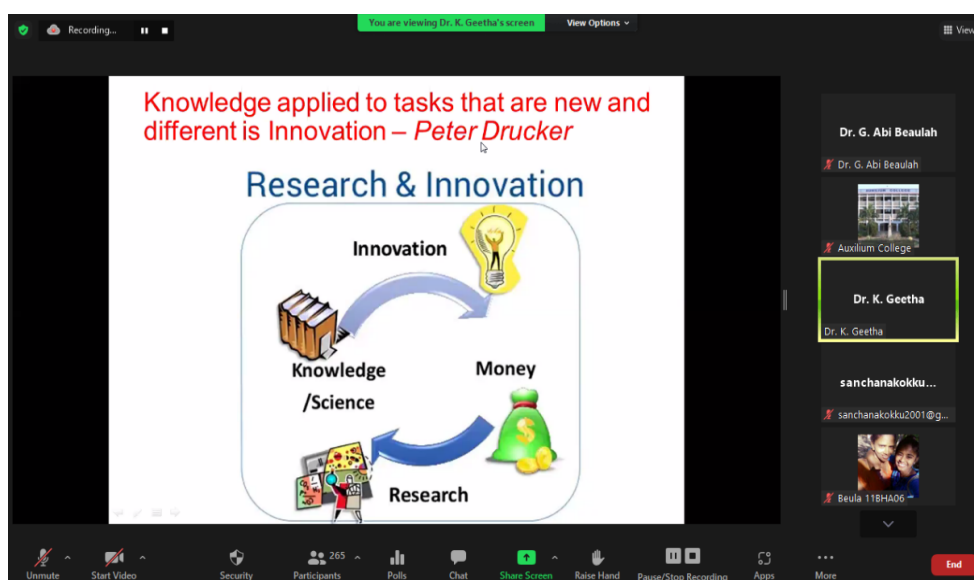 Recording...
You are viewing Dr. K. Geetha's screen
View Options
View
Knowledge applied to tasks that are new and
different is Innovation – Peter Drucker
Research & Innovation
Innovation
Knowledge
/Science
Money
Research
Dr. G. Abi Beaulah
Dr. G. Abi Beaulah
Auxilium College
Dr. K. Geetha
Dr. K. Geetha
sanchanakokku...
sanchanakokku2001@g...
Beula 11BHA06
Unmute
Start Video
Security
Participants
265
Polls
Chat
Share Screen
Raise Hand
Pause/Stop Recording
Apps
More
End